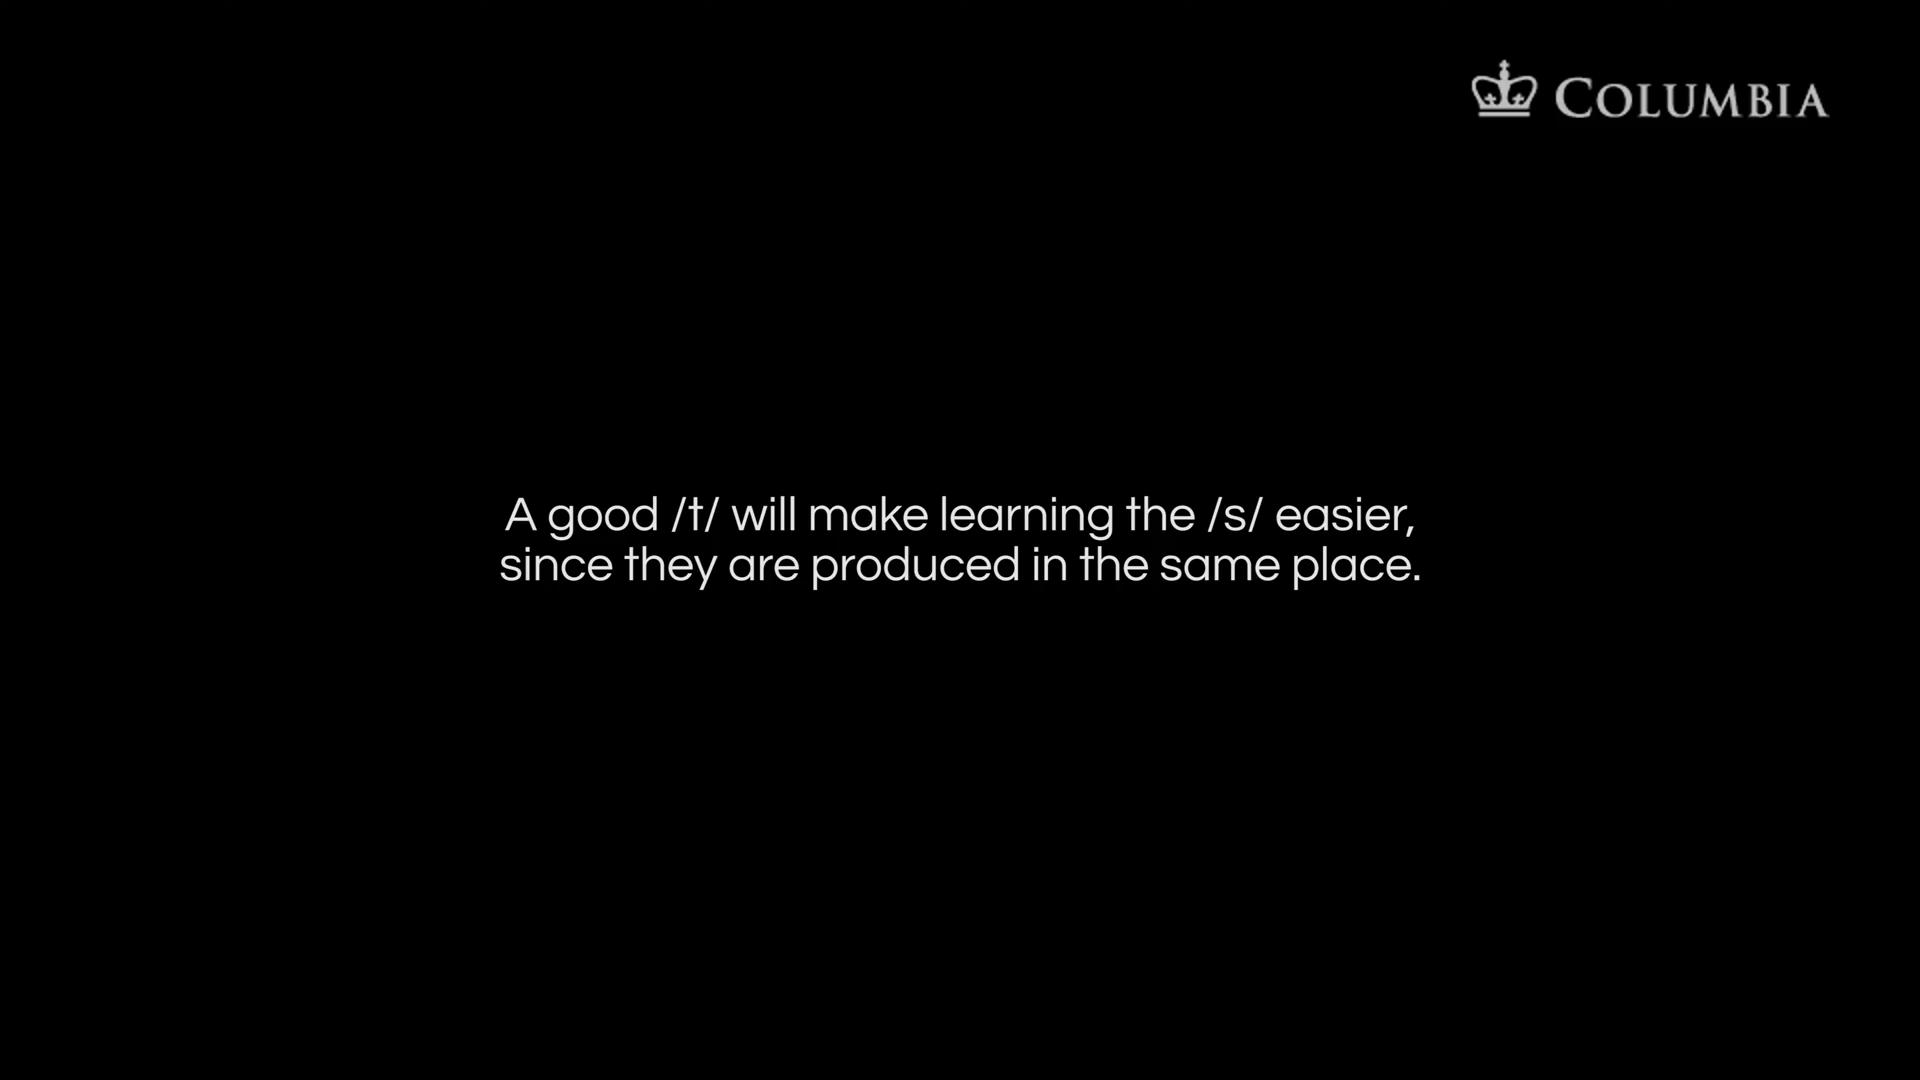 COLUMBIA
A good /t/ will make learning the /s/ easier,
since they are produced in the same place.